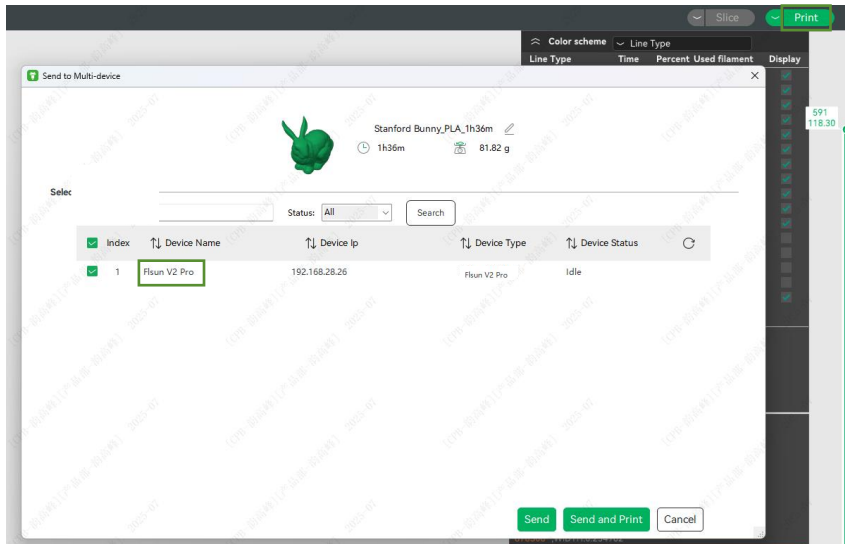 Slice
Print
Color scheme
Line Type
Line Type Time Percent Used filament Display
Send to Multi-device
591
118.30
Stanford Bunny_PLA_1h36m
1h36m 81.82 g
Selec
Status: All Search
Index Device Name Device Ip Device Type Device Status
1 Flsun V2 Pro 192.168.28.26 Flsun V2 Pro Idle
Send Send and Print Cancel